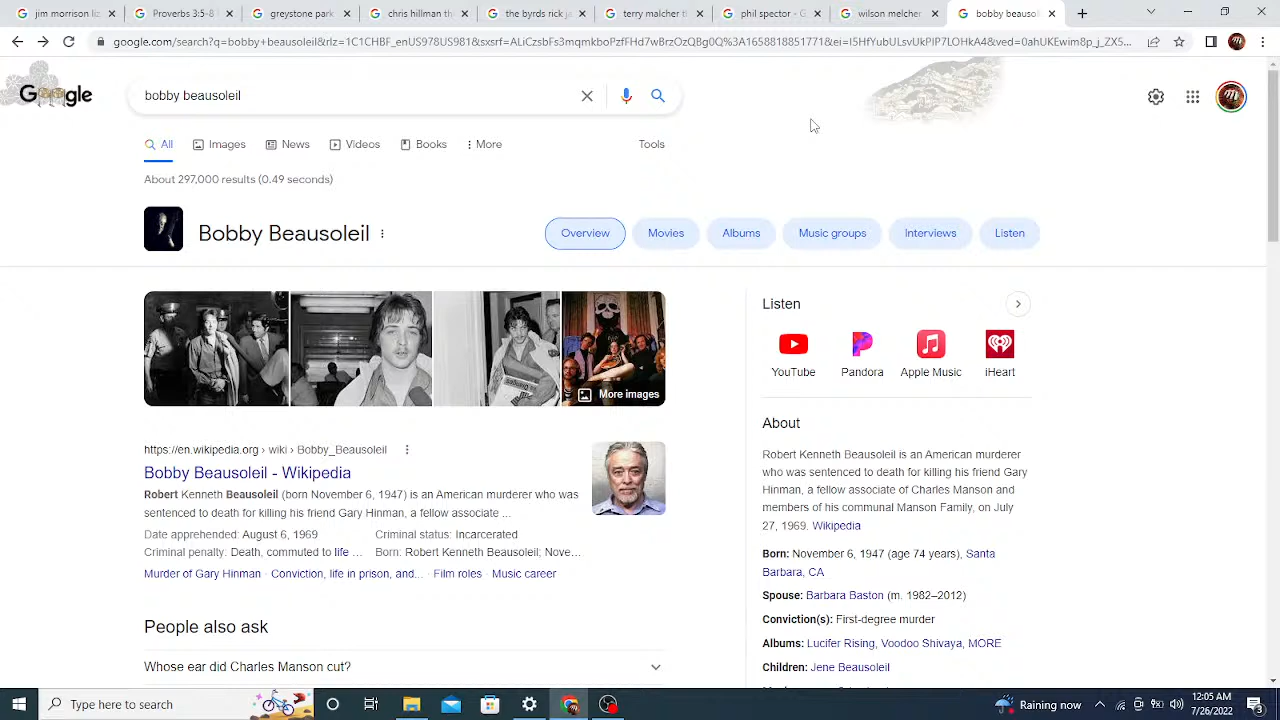 jim morrison lic
Proverbs 3:5-8
greystone park
chris hillman th
the byrds rick je
terry malcher th
phil spector - G
wilson melcher
bobby beausol
google.com/search?q=bobby+beausoleil&rlz=1C1CHBF_enUS978US981&sxsrf=ALiCzsbFs3mqmkboPzfFHd7wBrzOzQBg0Q%3A1658818851771&ei=I5HfYubULsvUkPIP7LOHkA4&ved=0ahUKEwim8p_j_ZX5...
Google
bobby beausoleil
All
Images
News
Videos
Books
More
Tools
About 297,000 results (0.49 seconds)
Bobby Beausoleil
Overview
Movies
Albums
Music groups
Interviews
Listen
More images
https://en.wikipedia.org › wiki › Bobby_Beausoleil
Bobby Beausoleil - Wikipedia
Robert Kenneth Beausoleil (born November 6, 1947) is an American murderer who was
sentenced to death for killing his friend Gary Hinman, a fellow associate ...
Date apprehended: August 6, 1969 Criminal status: Incarcerated
Criminal penalty: Death, commuted to life ... Born: Robert Kenneth Beausoleil; Nove...
Murder of Gary Hinman · Conviction, life in prison, and... · Film roles · Music career
People also ask
Whose ear did Charles Manson cut?
Listen
YouTube
Pandora
Apple Music
iHeart
About
Robert Kenneth Beausoleil is an American murderer
who was sentenced to death for killing his friend Gary
Hinman, a fellow associate of Charles Manson and
members of his communal Manson Family, on July
27, 1969. Wikipedia
Born: November 6, 1947 (age 74 years), Santa
Barbara, CA
Spouse: Barbara Baston (m. 1982–2012)
Conviction(s): First-degree murder
Albums: Lucifer Rising, Voodoo Shivaya, MORE
Children: Jene Beausoleil
Type here to search
Raining now
12:05 AM
7/26/2022